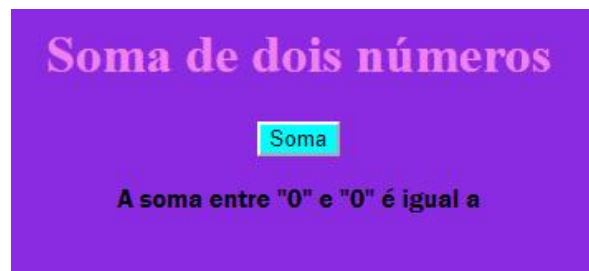 Soma de dois números
Soma
A soma entre "0" e "0" é igual a